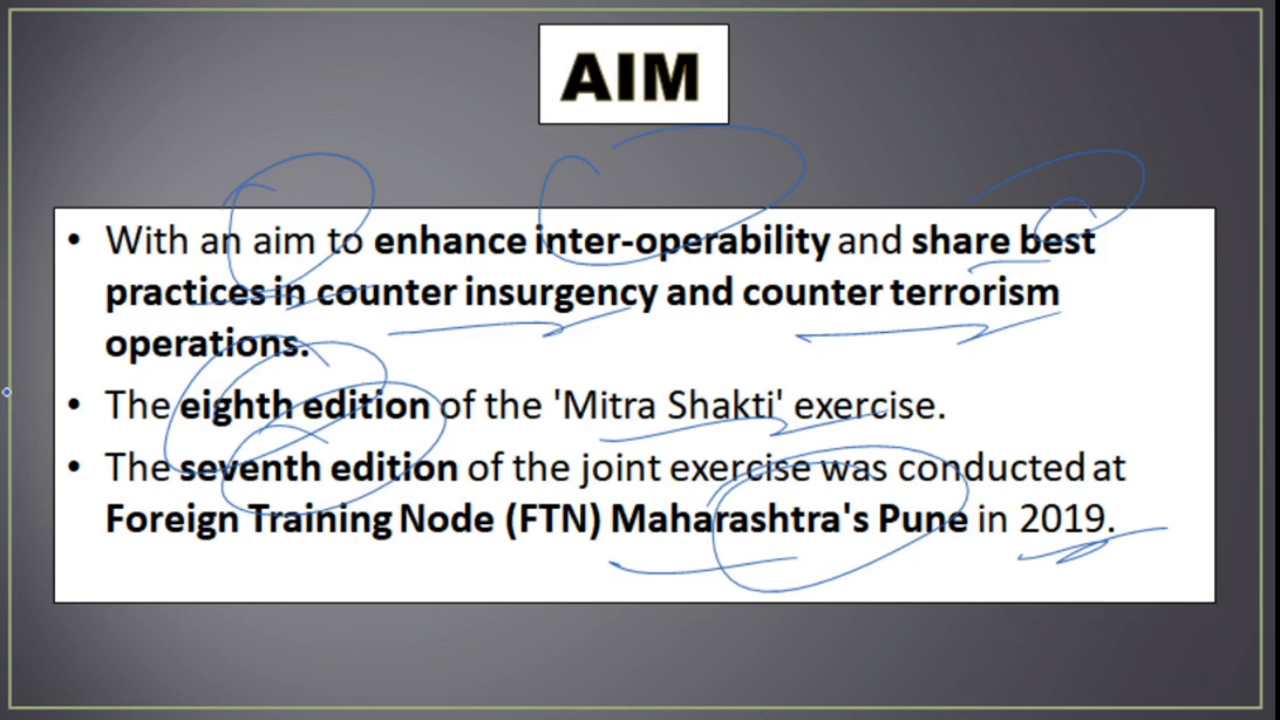 AIM
• With an aim to enhance inter-operability and share best
practices in counter insurgency and counter terrorism
operations.
• The eighth edition of the 'Mitra Shakti' exercise.
• The seventh edition of the joint exercise was conducted at
Foreign Training Node (FTN) Maharashtra's Pune in 2019.